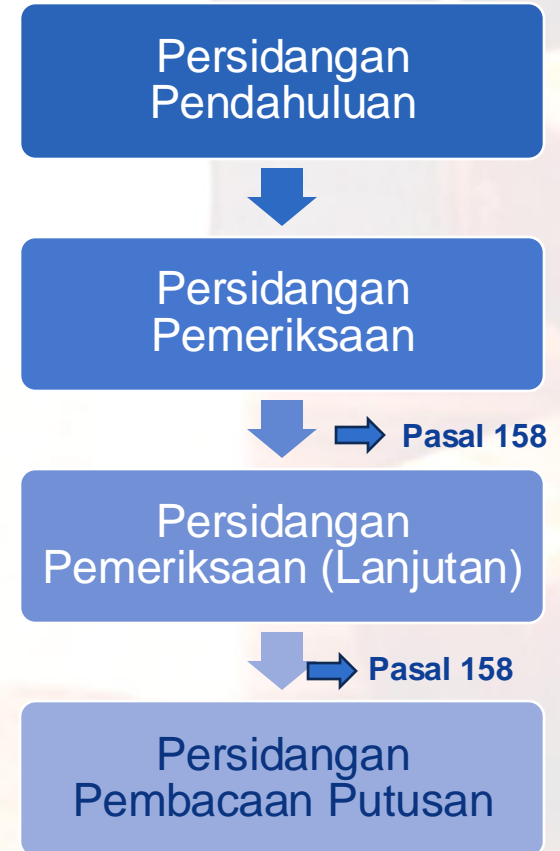 Persidangan
Pendahuluan
Persidangan
Pemeriksaan
Pasal 158
Persidangan
Pemeriksaan (Lanjutan)
Pasal 158
Persidangan
Pembacaan Putusan